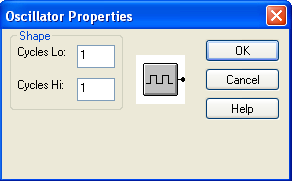 Oscillator Properties
Shape
Cycles Lo: 1
Cycles Hi: 1
OK
Cancel
Help